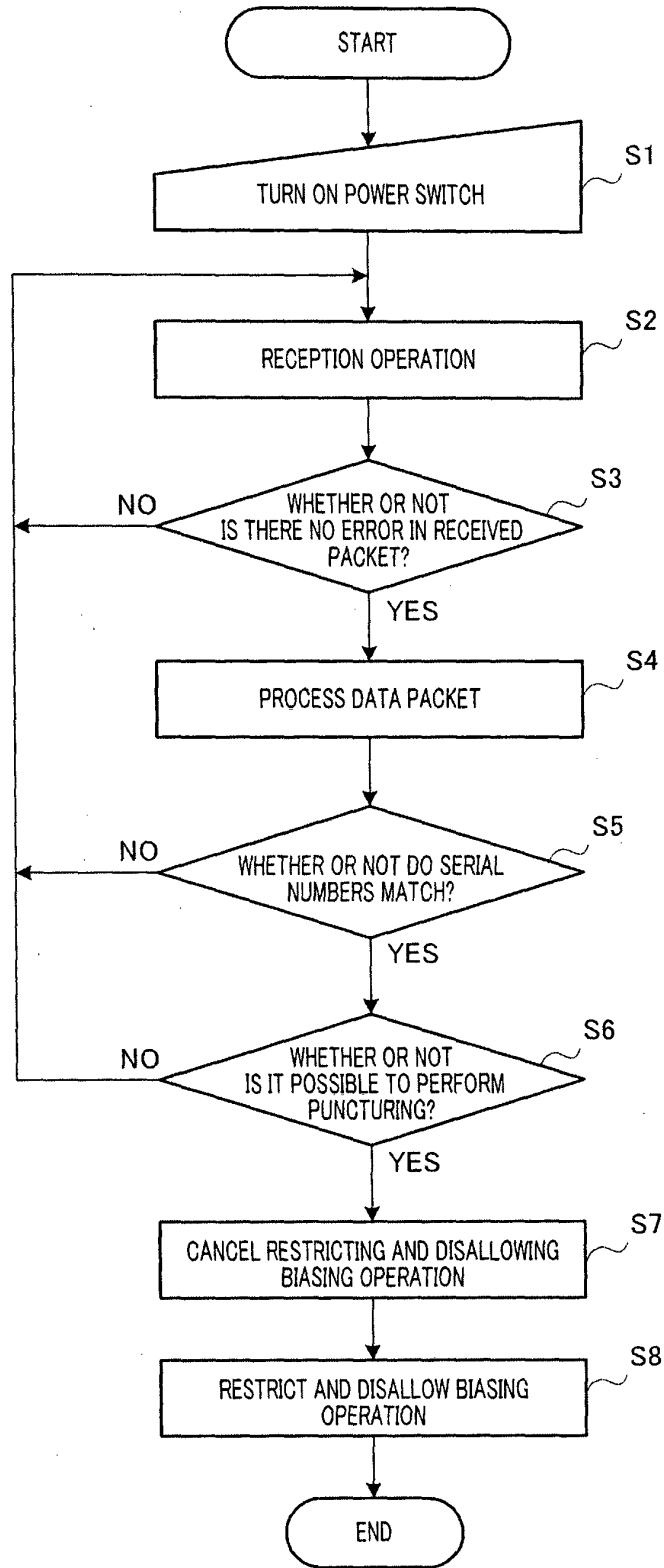 START
S1
TURN ON POWER SWITCH
S2
RECEPTION OPERATION
S3
NO
WHETHER OR NOT
IS THERE NO ERROR IN RECEIVED
PACKET?
YES
S4
PROCESS DATA PACKET
S5
NO
WHETHER OR NOT DO SERIAL
NUMBERS MATCH?
YES
S6
NO
WHETHER OR NOT
IS IT POSSIBLE TO PERFORM
PUNCTURING?
YES
S7
CANCEL RESTRICTING AND DISALLOWING
BIASING OPERATION
S8
RESTRICT AND DISALLOW BIASING
OPERATION
END